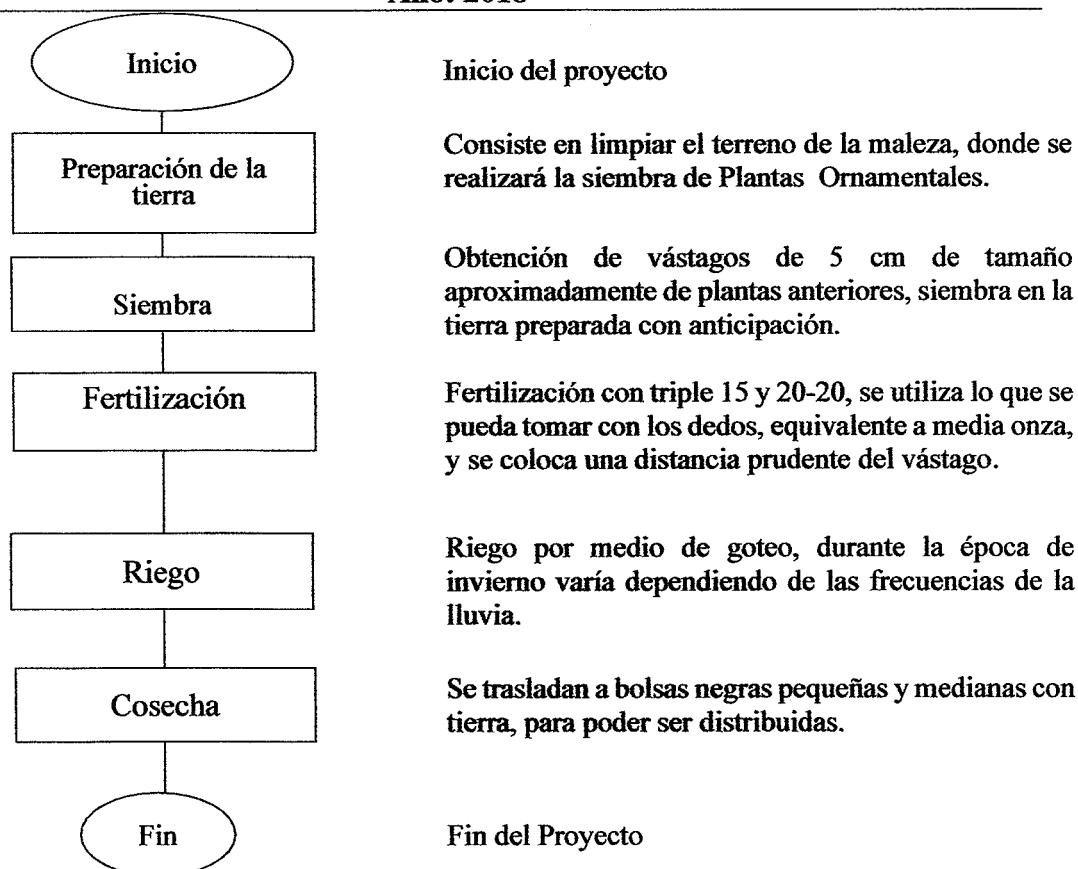 Inicio
Inicio del proyecto
Preparación de la
tierra
Consiste en limpiar el terreno de la maleza, donde se
realizará la siembra de Plantas Ornamentales.
Siembra
Obtención de vástagos de 5 cm de tamaño
aproximadamente de plantas anteriores, siembra en la
tierra preparada con anticipación.
Fertilización
Fertilización con triple 15 y 20-20, se utiliza lo que se
pueda tomar con los dedos, equivalente a media onza,
y se coloca una distancia prudente del vástago.
Riego
Riego por medio de goteo, durante la época de
invierno varía dependiendo de las frecuencias de la
lluvia.
Cosecha
Se trasladan a bolsas negras pequeñas y medianas con
tierra, para poder ser distribuidas.
Fin
Fin del Proyecto